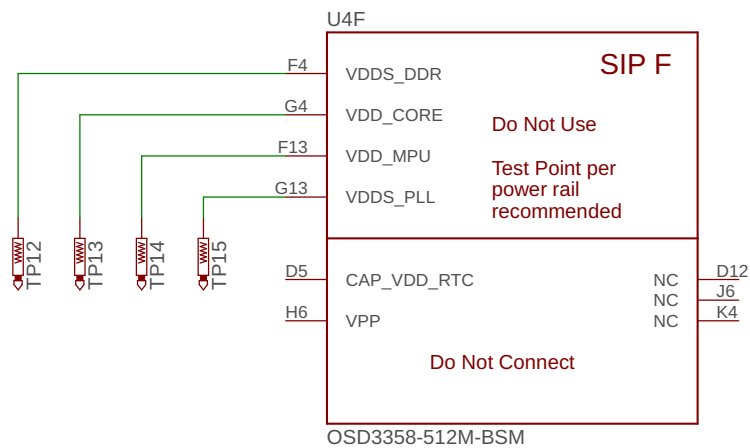 U4F
SIP F
F4 VDDS_DDR
G4 VDD_CORE
Do Not Use
F13 VDD_MPU
Test Point per
power rail
recommended
G13 VDDS_PLL
TP12
TP13
TP14
TP15
D5 CAP_VDD_RTC NC D12
NC J6
H6 VPP NC K4
Do Not Connect
OSD3358-512M-BSM